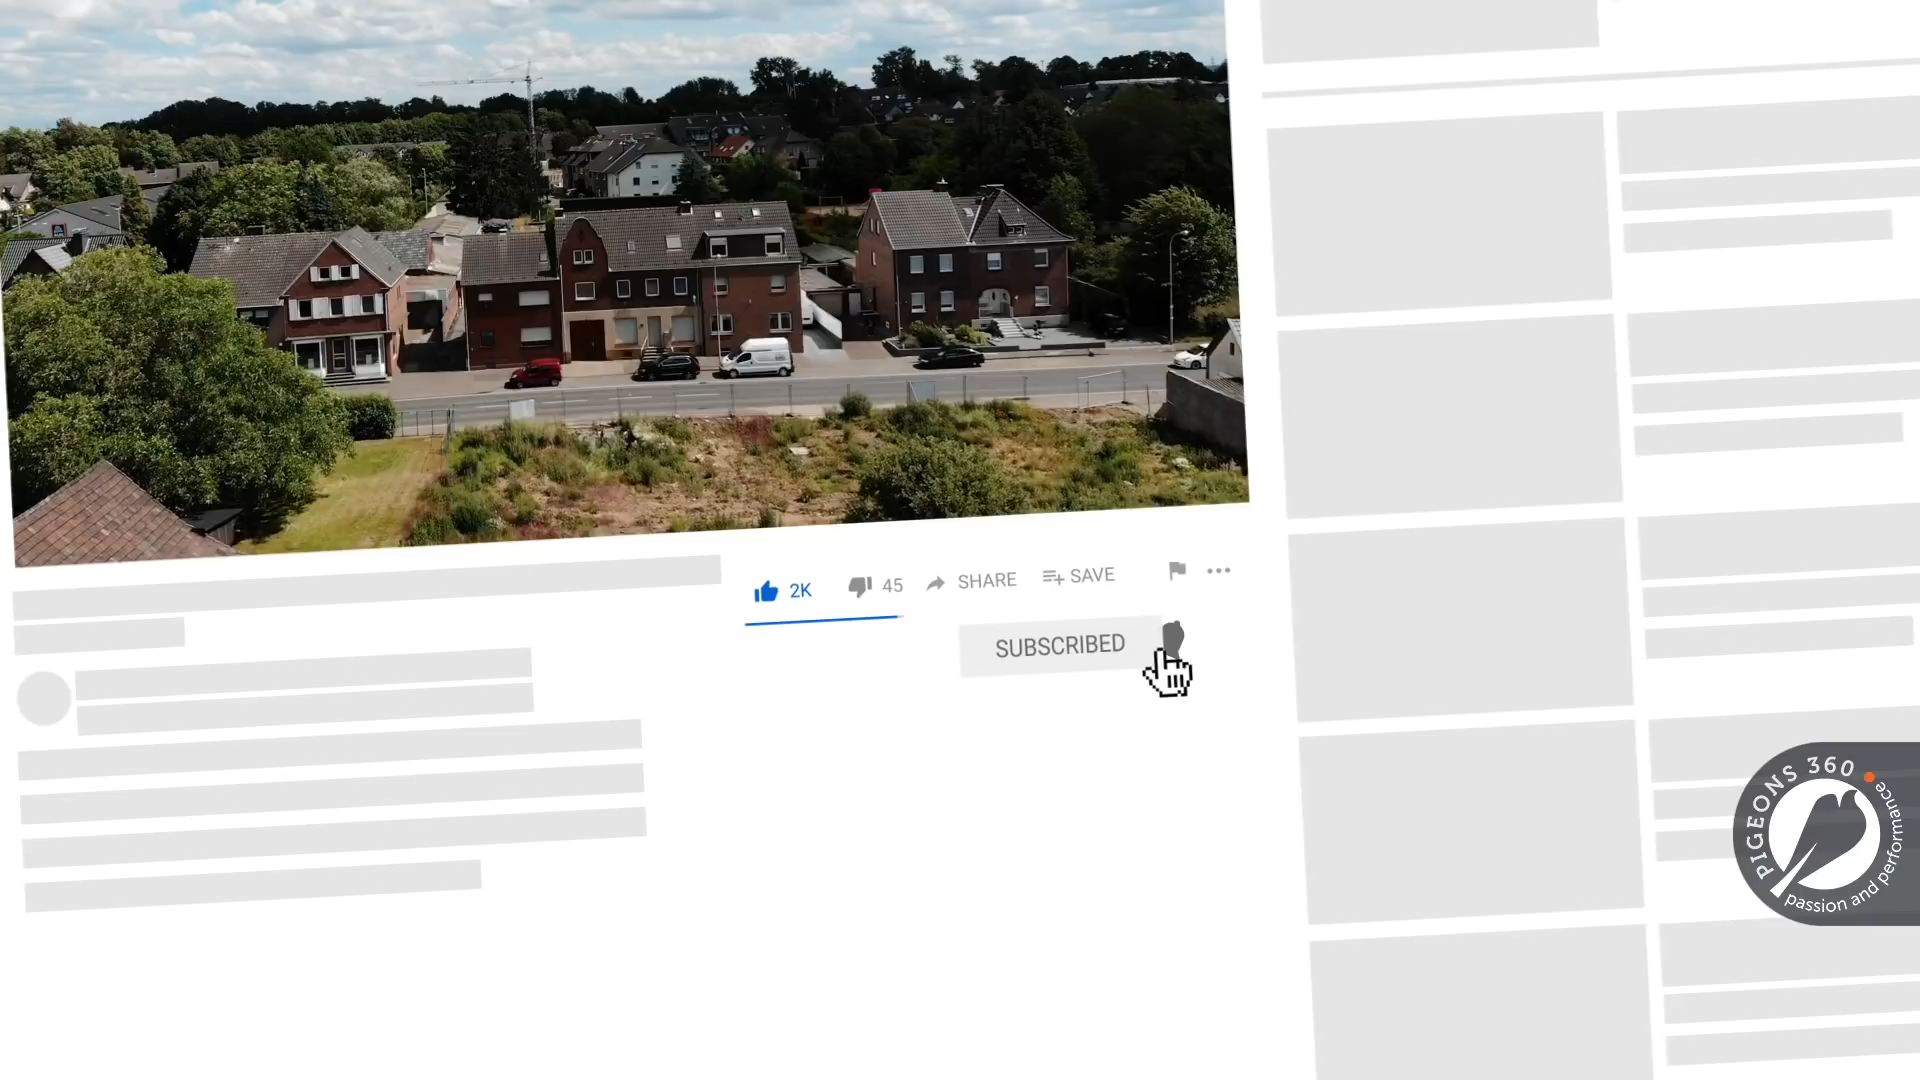 2K
45
SHARE
SAVE
SUBSCRIBED
PIGEONS 360
passion and performance